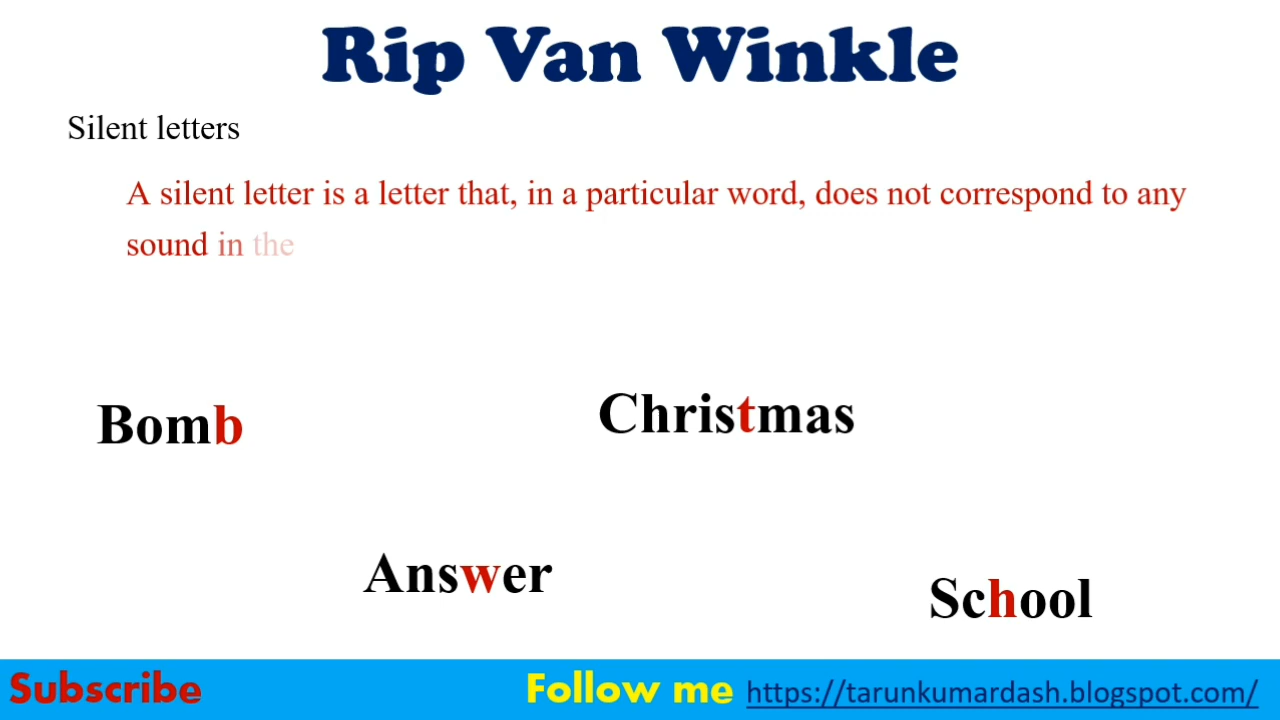 Rip Van Winkle
Silent letters
A silent letter is a letter that, in a particular word, does not correspond to any
sound in the
Bomb
Christmas
Answer
School
Subscribe
Follow me https://tarunkumardash.blogspot.com/